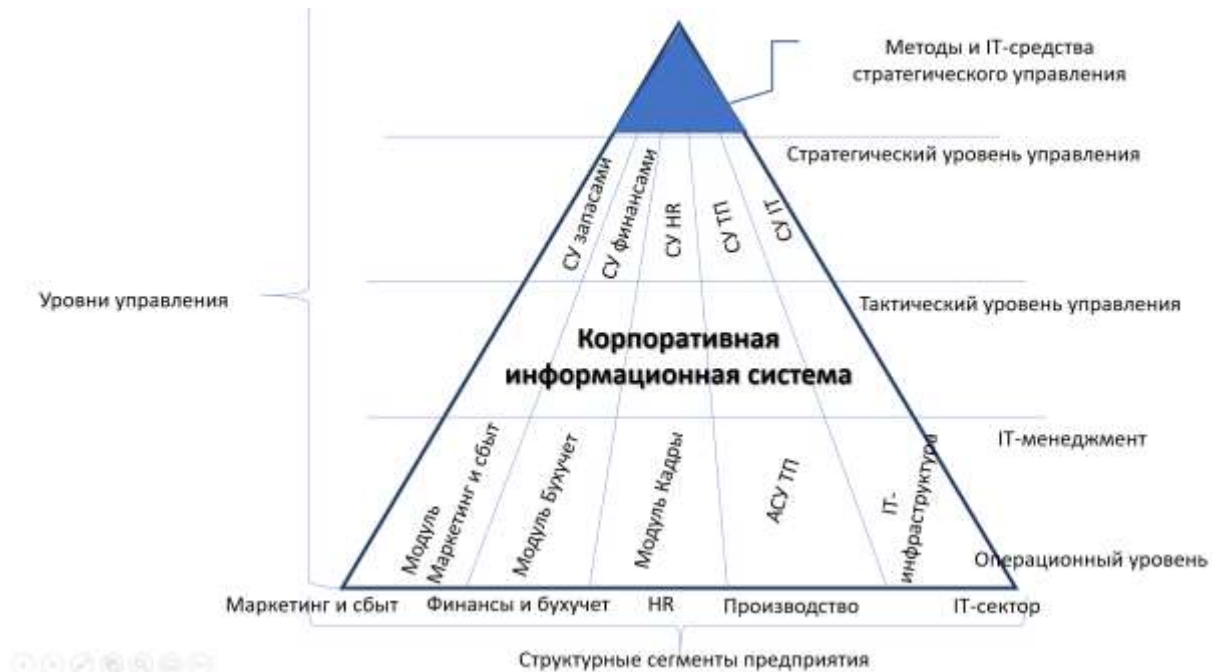 Методы и IT-средства
стратегического управления
Стратегический уровень управления
СУ запасами
СУ финансами
СУ HR
СУ ТП
СУ IT
Уровни управления
Тактический уровень управления
Корпоративная
информационная система
IT-менеджмент
Модуль
Маркетинг и сбыт
Модуль Бухучет
Модуль Кадры
АСУ ТП
IT-
инфраструктура
Операционный уровень
Маркетинг и сбыт
Финансы и бухучет
HR
Производство
IT-сектор
Структурные сегменты предприятия